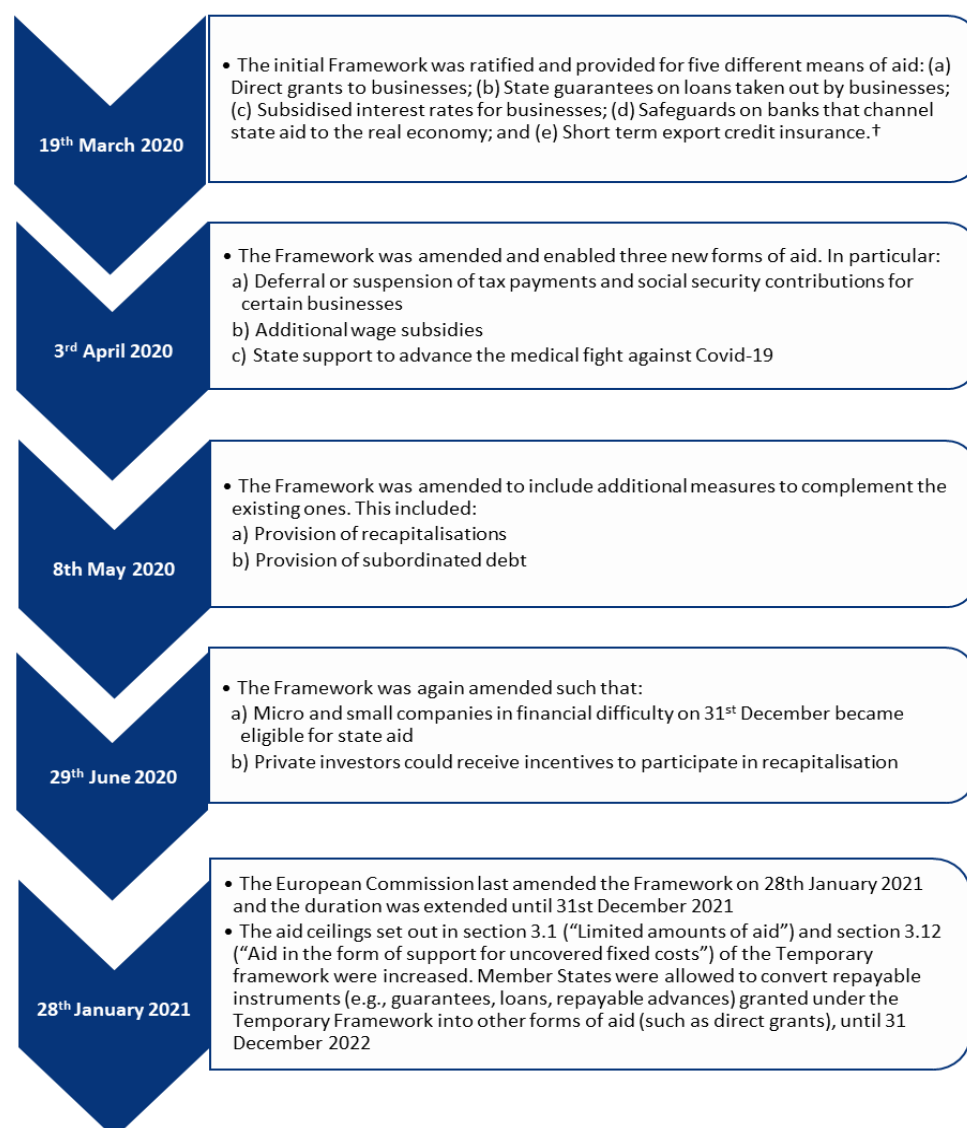 19th March 2020
• The initial Framework was ratified and provided for five different means of aid: (a)
Direct grants to businesses; (b) State guarantees on loans taken out by businesses;
(c) Subsidised interest rates for businesses; (d) Safeguards on banks that channel
state aid to the real economy; and (e) Short term export credit insurance.†
3rd April 2020
• The Framework was amended and enabled three new forms of aid. In particular:
a) Deferral or suspension of tax payments and social security contributions for
certain businesses
b) Additional wage subsidies
c) State support to advance the medical fight against Covid-19
8th May 2020
• The Framework was amended to include additional measures to complement the
existing ones. This included:
a) Provision of recapitalisations
b) Provision of subordinated debt
29th June 2020
• The Framework was again amended such that:
a) Micro and small companies in financial difficulty on 31st December became
eligible for state aid
b) Private investors could receive incentives to participate in recapitalisation
28th January 2021
• The European Commission last amended the Framework on 28th January 2021
and the duration was extended until 31st December 2021
• The aid ceilings set out in section 3.1 (“Limited amounts of aid”) and section 3.12
(“Aid in the form of support for uncovered fixed costs”) of the Temporary
framework were increased. Member States were allowed to convert repayable
instruments (e.g., guarantees, loans, repayable advances) granted under the
Temporary Framework into other forms of aid (such as direct grants), until 31
December 2022